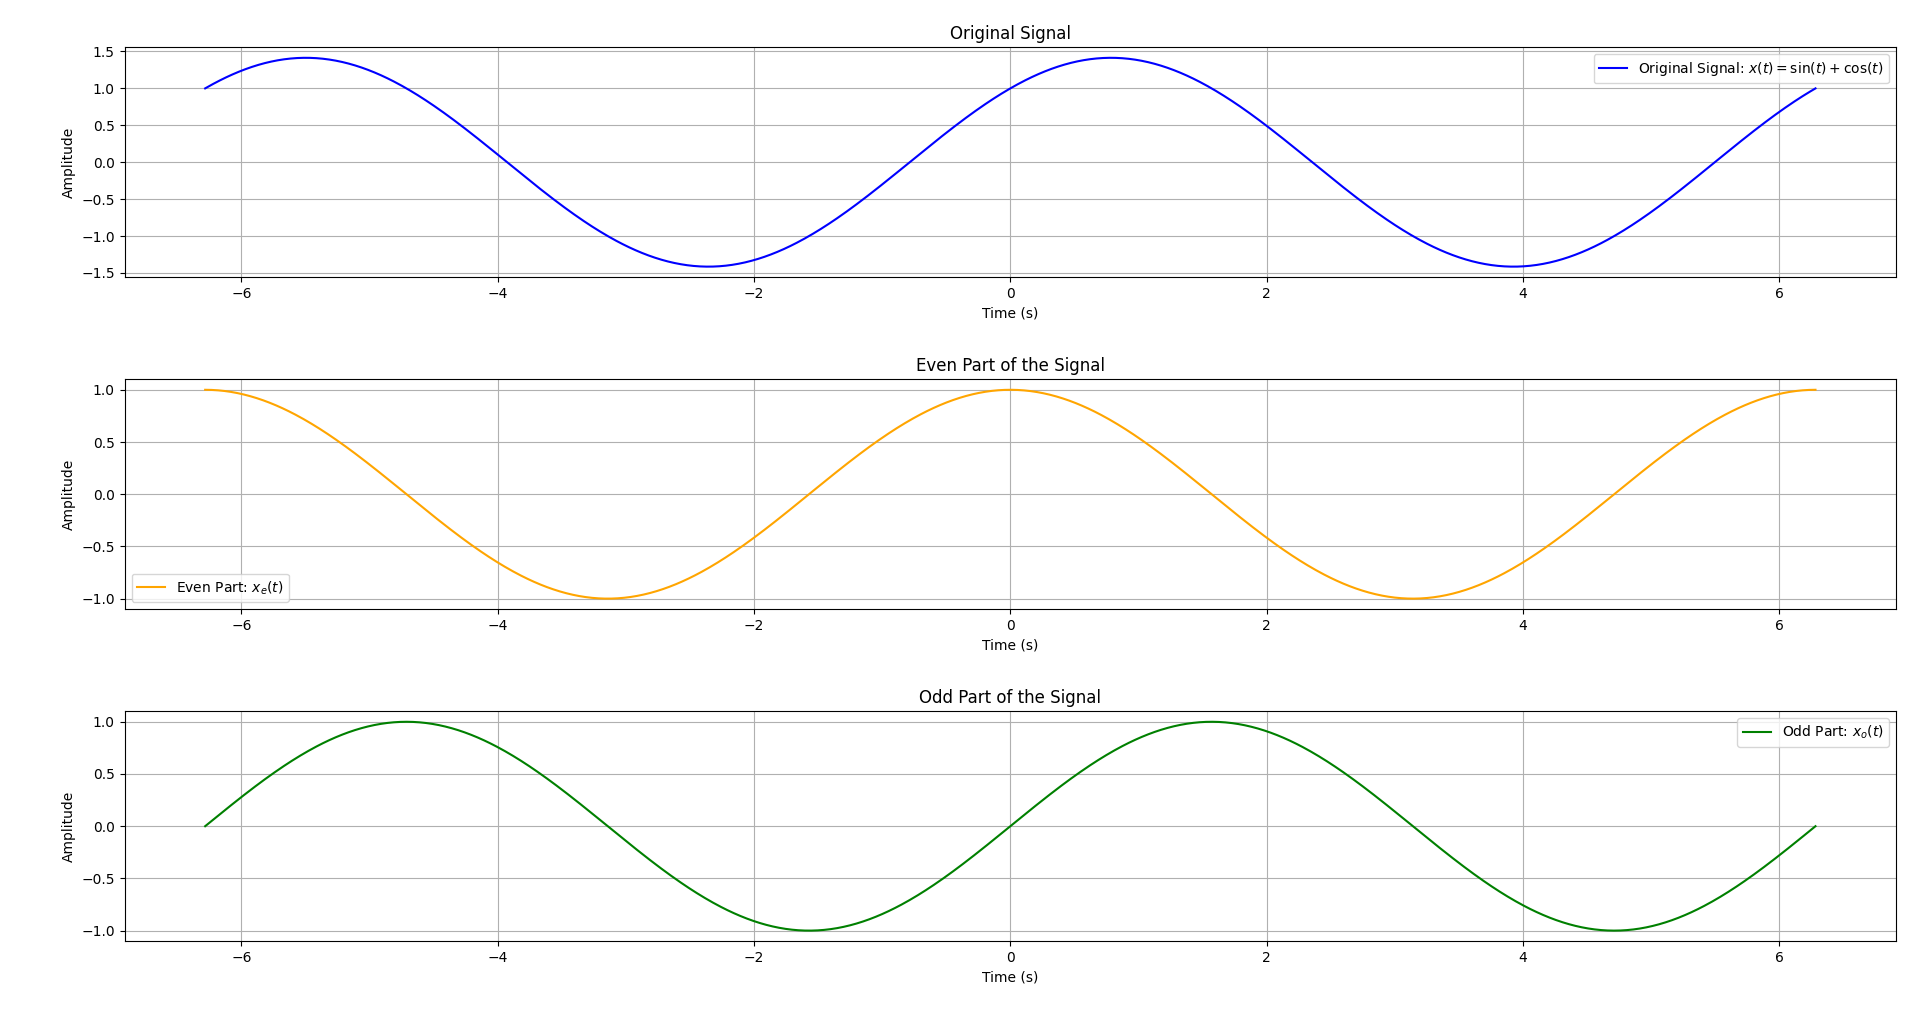 Original Signal
1.5
1.0
0.5
0.0
−0.5
−1.0
−1.5
Amplitude
Original Signal: x(t) = sin(t) + cos(t)
−6 −4 −2 0 2 4 6
Time (s)
Even Part of the Signal
1.0
0.5
0.0
−0.5
−1.0
Amplitude
Even Part: xₑ(t)
−6 −4 −2 0 2 4 6
Time (s)
Odd Part of the Signal
1.0
0.5
0.0
−0.5
−1.0
Amplitude
Odd Part: xₒ(t)
−6 −4 −2 0 2 4 6
Time (s)